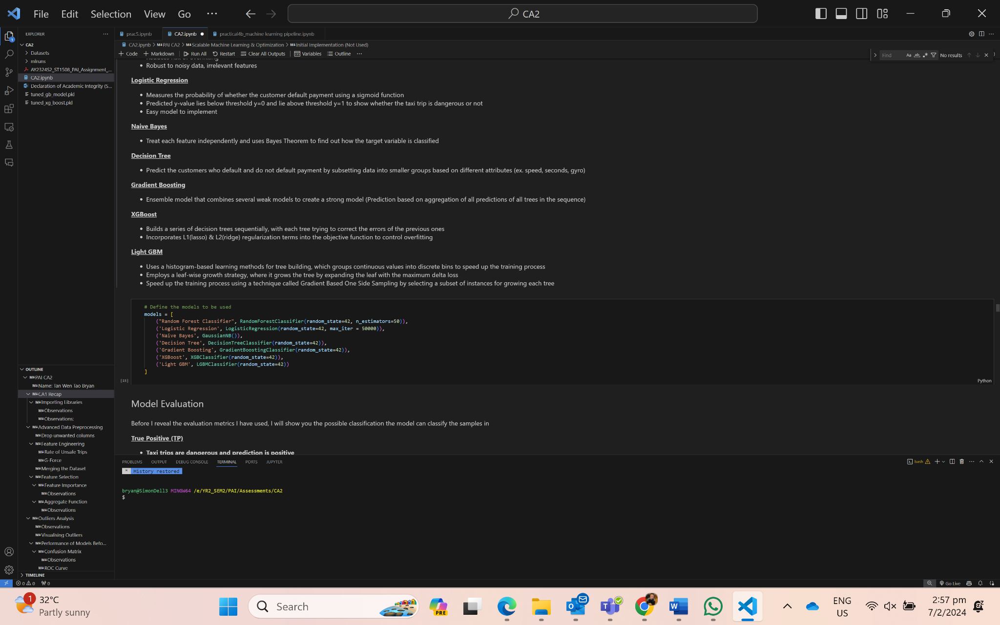 File Edit Selection View Go ··· CA2
EXPLORER ···
CA2
Datasets
mlruns
AY2324S2_ST1508_PAI_Assignment_...
CA2.ipynb
Declaration of Academic Integrity (S...
tuned_gb_model.pkl
tuned_xg_boost.pkl
OUTLINE
PAI CA2
Name: Tan Wen Tao Bryan
CA1 Recap
Importing Libraries
Observations
Observations:
Advanced Data Preprocessing
Drop unwanted columns
Feature Engineering
Rate of Unsafe Trips
G-Force
Merging the Dataset
Feature Selection
Feature Importance
Observations
Aggregate Function
Observations
Outliers Analysis
Observations
Visualising Outliers
Performance of Models Befo...
Confusion Matrix
Observations
ROC Curve
TIMELINE
prac5.ipynb CA2.ipynb practical4b_machine learning pipeline.ipynb
CA2.ipynb > PAI CA2 > Scalable Machine Learning & Optimization > Initial Implementation (Not Used)
+ Code + Markdown Run All Restart Clear All Outputs Variables Outline ···
Find Aa ab No results
• Robust to noisy data, irrelevant features
Logistic Regression
• Measures the probability of whether the customer default payment using a sigmoid function
• Predicted y-value lies below threshold y=0 and lie above threshold y=1 to show whether the taxi trip is dangerous or not
• Easy model to implement
Naive Bayes
• Treat each feature independently and uses Bayes Theorem to find out how the target variable is classified
Decision Tree
• Predict the customers who default and do not default payment by subsetting data into smaller groups based on different attributes (ex. speed, seconds, gyro)
Gradient Boosting
• Ensemble model that combines several weak models to create a strong model (Prediction based on aggregation of all predictions of all trees in the sequence)
XGBoost
• Builds a series of decision trees sequentially, with each tree trying to correct the errors of the previous ones
• Incorporates L1(lasso) & L2(ridge) regularization terms into the objective function to control overfitting
Light GBM
• Uses a histogram-based learning methods for tree building, which groups continuous values into discrete bins to speed up the training process
• Employs a leaf-wise growth strategy, where it grows the tree by expanding the leaf with the maximum delta loss
• Speed up the training process using a technique called Gradient Based One Side Sampling by selecting a subset of instances for growing each tree
# Define the models to be used
models = [
("Random Forest Classifier", RandomForestClassifier(random_state=42, n_estimators=50)),
('Logistic Regression', LogisticRegression(random_state=42, max_iter = 50000)),
('Naive Bayes', GaussianNB()),
('Decision Tree', DecisionTreeClassifier(random_state=42)),
('Gradient Boosting', GradientBoostingClassifier(random_state=42)),
('XGBoost', XGBClassifier(random_state=42)),
('Light GBM', LGBMClassifier(random_state=42))
]
[15] Python
Model Evaluation
Before I reveal the evaluation metrics I have used, I will show you the possible classification the model can classify the samples in
True Positive (TP)
• Taxi trips are dangerous and prediction is positive
PROBLEMS OUTPUT DEBUG CONSOLE TERMINAL PORTS JUPYTER bash
* History restored
bryan@SimonDell3 MINGW64 /e/YR2_SEM2/PAI/Assessments/CA2
$
0 0 0 Go Live
1 32°C
Partly sunny
Search
PRE
ENG
US
2:57 pm
7/2/2024